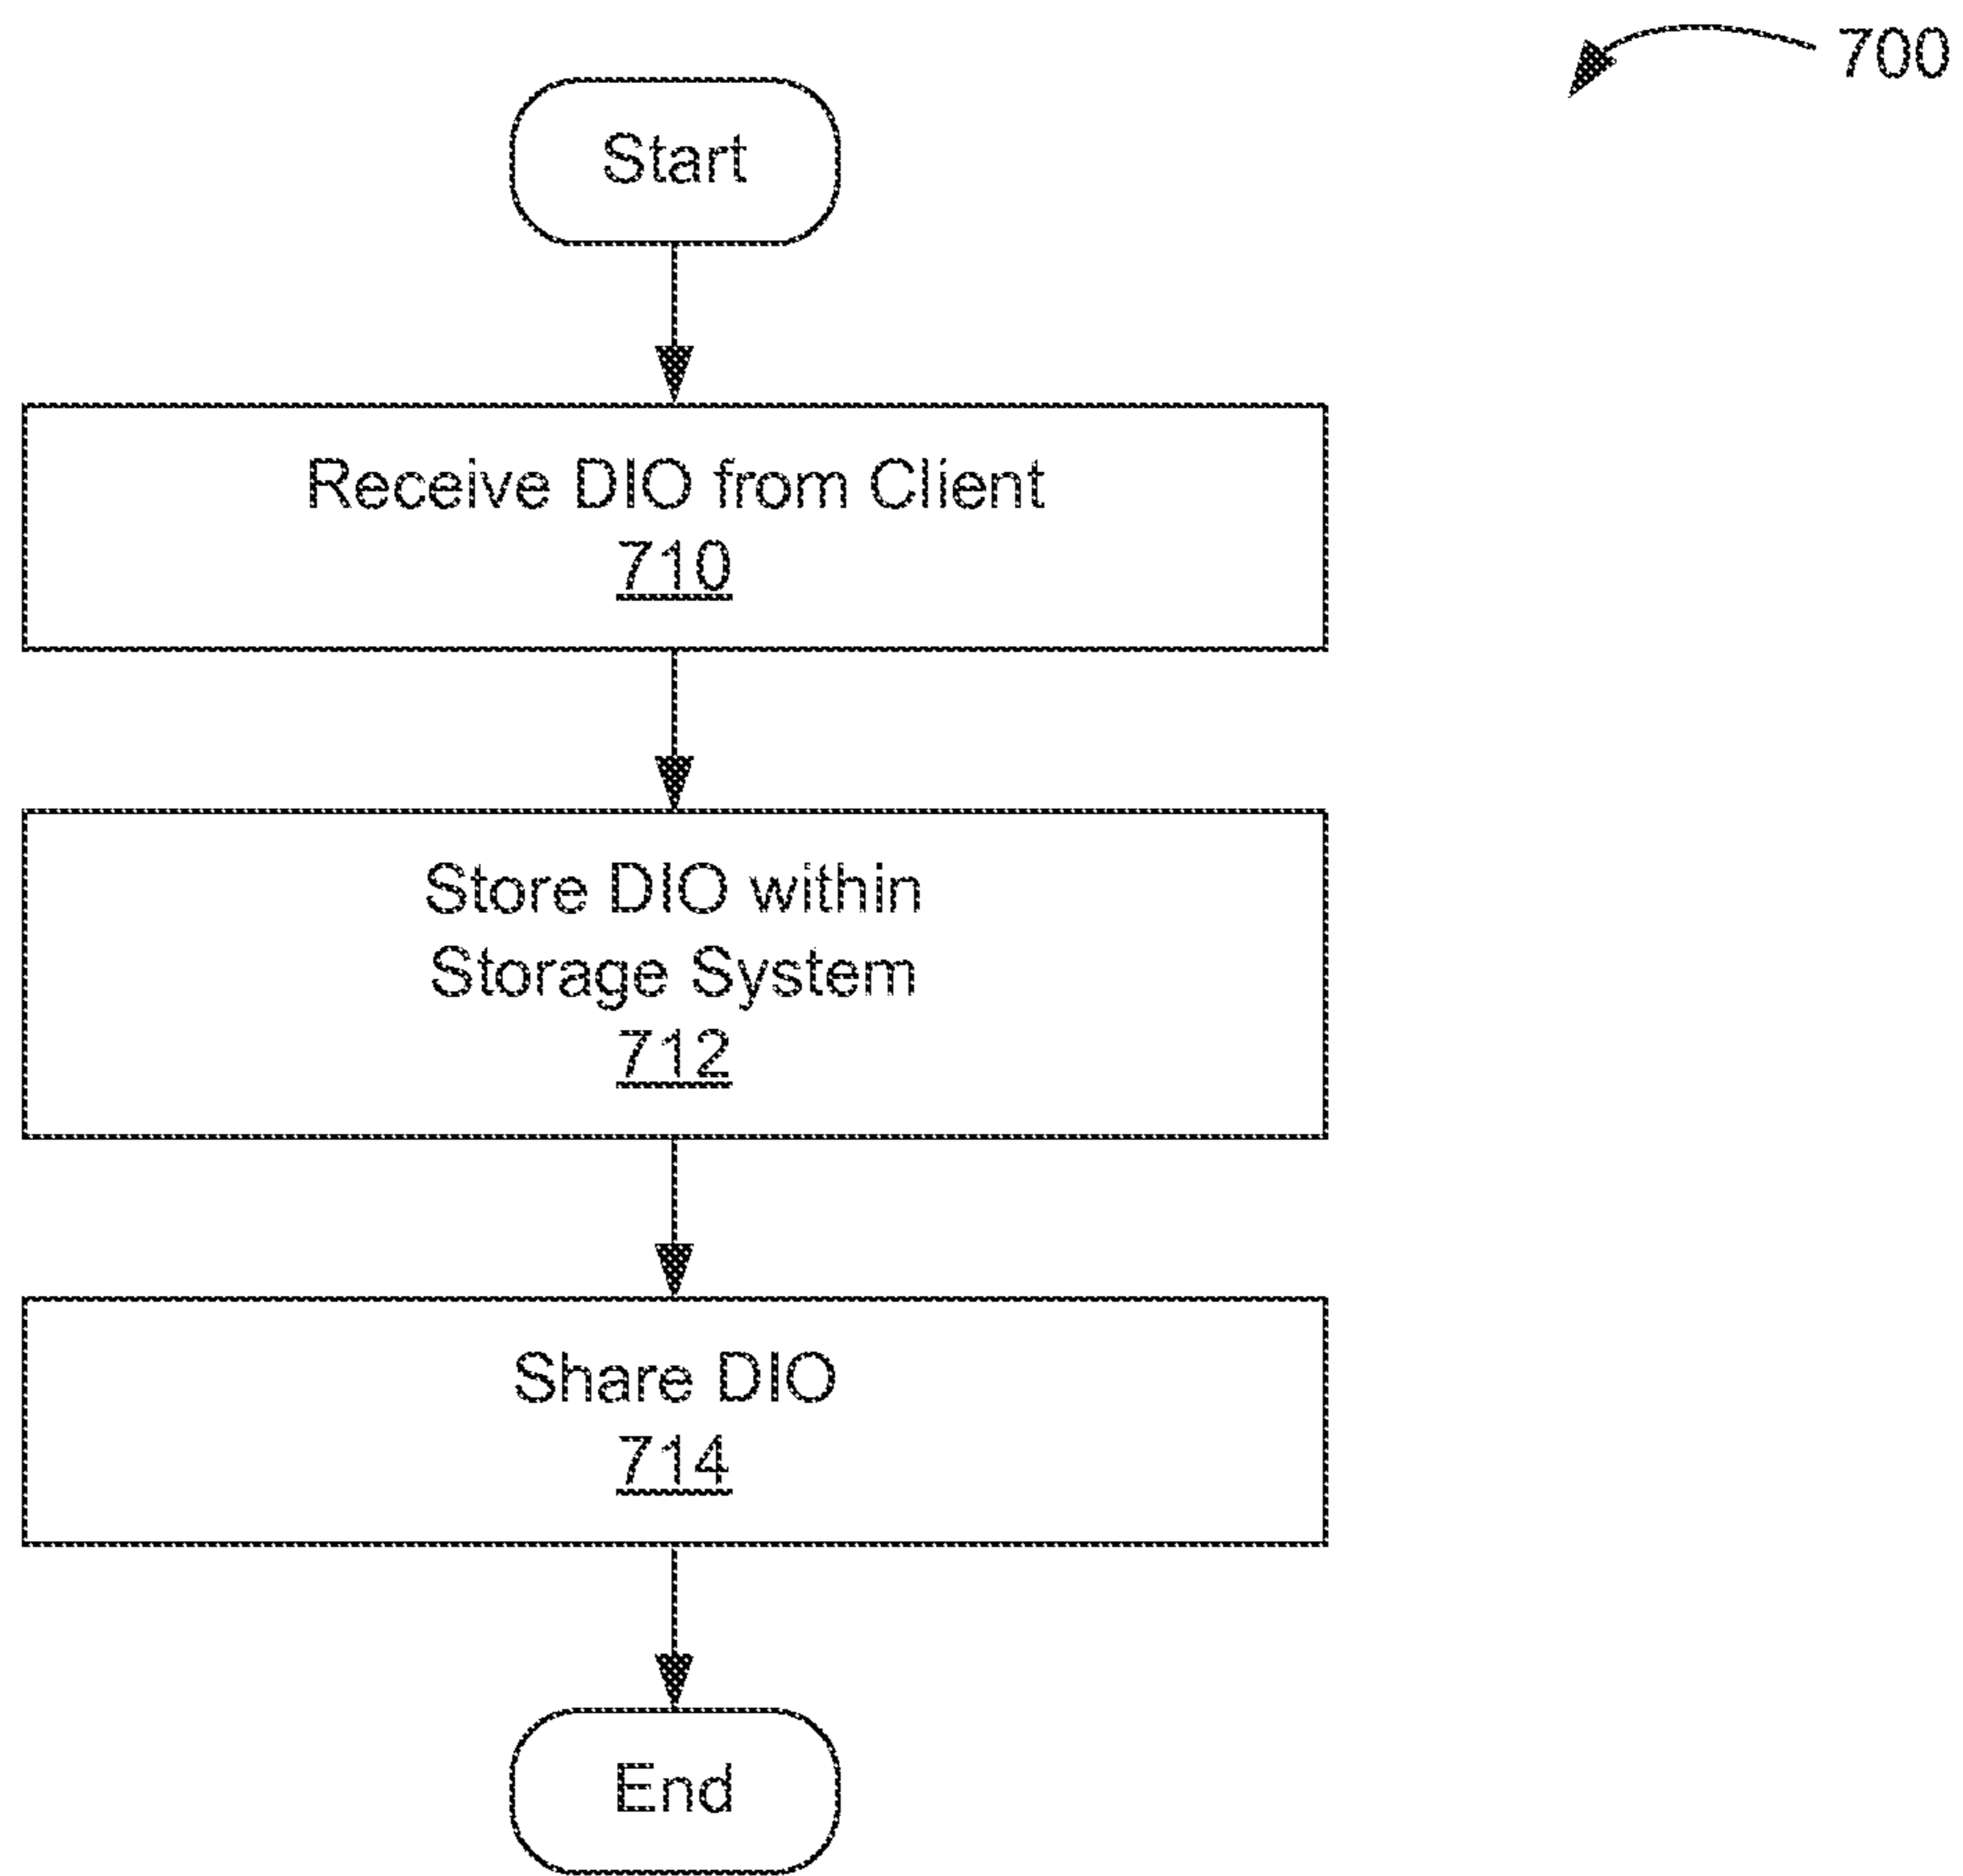 700
Start
Receive DIO from Client
710
Store DIO within
Storage System
712
Share DIO
714
End